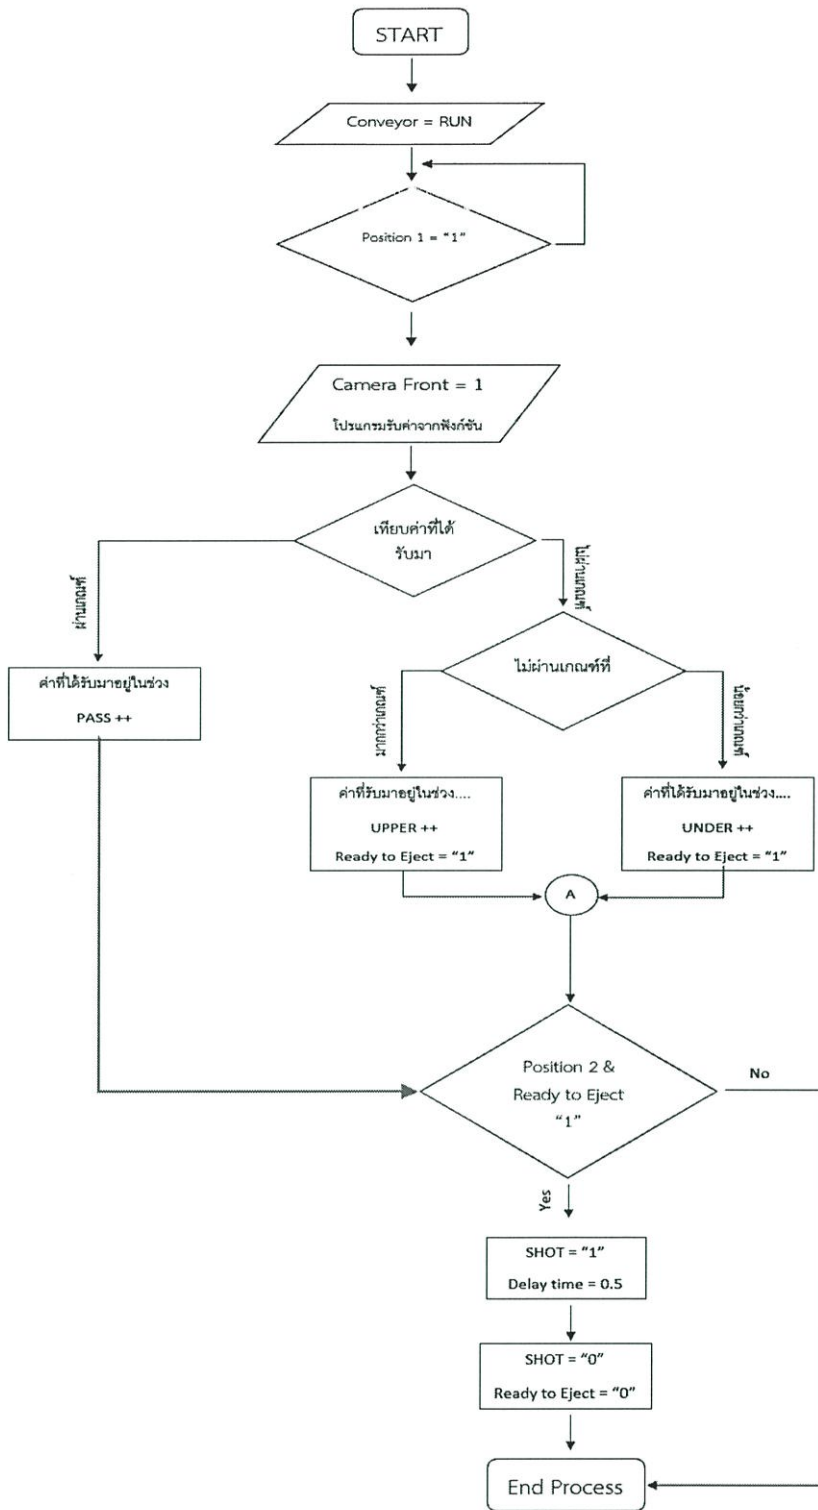 START
Conveyor = RUN
Position 1 = “1”
Camera Front = 1
โปรแกรมรับค่าจากฟังก์ชัน
เทียบค่าที่ได้
รับมา
ผ่านเกณฑ์
ไม่ผ่านเกณฑ์
ค่าที่ได้รับมาอยู่ในช่วง
PASS ++
ไม่ผ่านเกณฑ์ที่
มากกว่าเกณฑ์
น้อยกว่าเกณฑ์
ค่าที่รับมาอยู่ในช่วง....
UPPER ++
Ready to Eject = “1”
ค่าที่ได้รับมาอยู่ในช่วง....
UNDER ++
Ready to Eject = “1”
A
Position 2 &
Ready to Eject
“1”
No
Yes
SHOT = “1”
Delay time = 0.5
SHOT = “0”
Ready to Eject = “0”
End Process